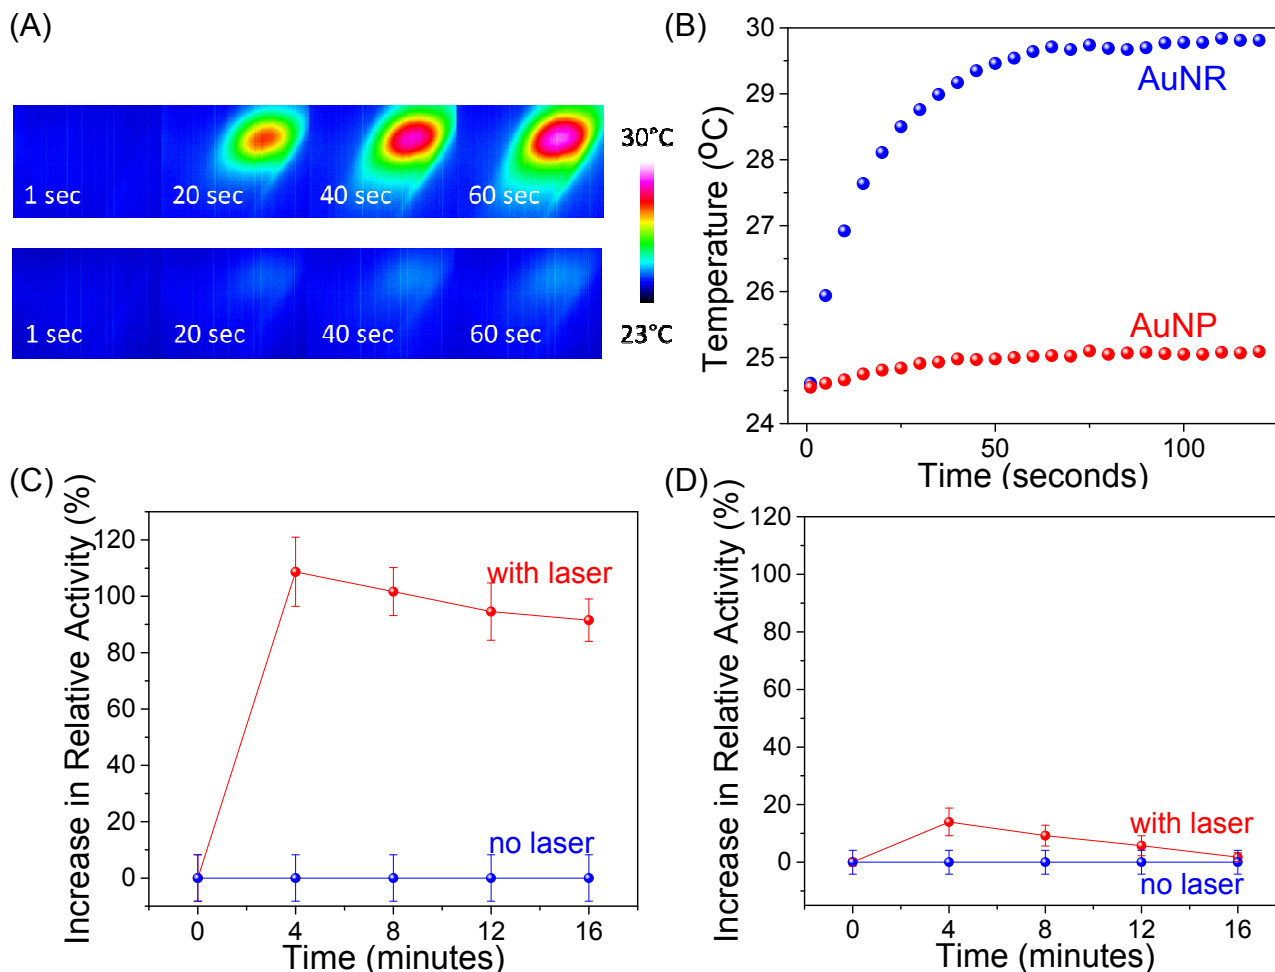 (A)
1 sec 20 sec 40 sec 60 sec
30°C
1 sec 20 sec 40 sec 60 sec
23°C
(B)
Temperature (ºC)
30
29
28
27
26
25
24
AuNR
AuNP
0 50 100
Time (seconds)
(C)
Increase in Relative Activity (%)
120
100
80
60
40
20
0
with laser
no laser
0 4 8 12 16
Time (minutes)
(D)
Increase in Relative Activity (%)
120
100
80
60
40
20
0
with laser
no laser
0 4 8 12 16
Time (minutes)